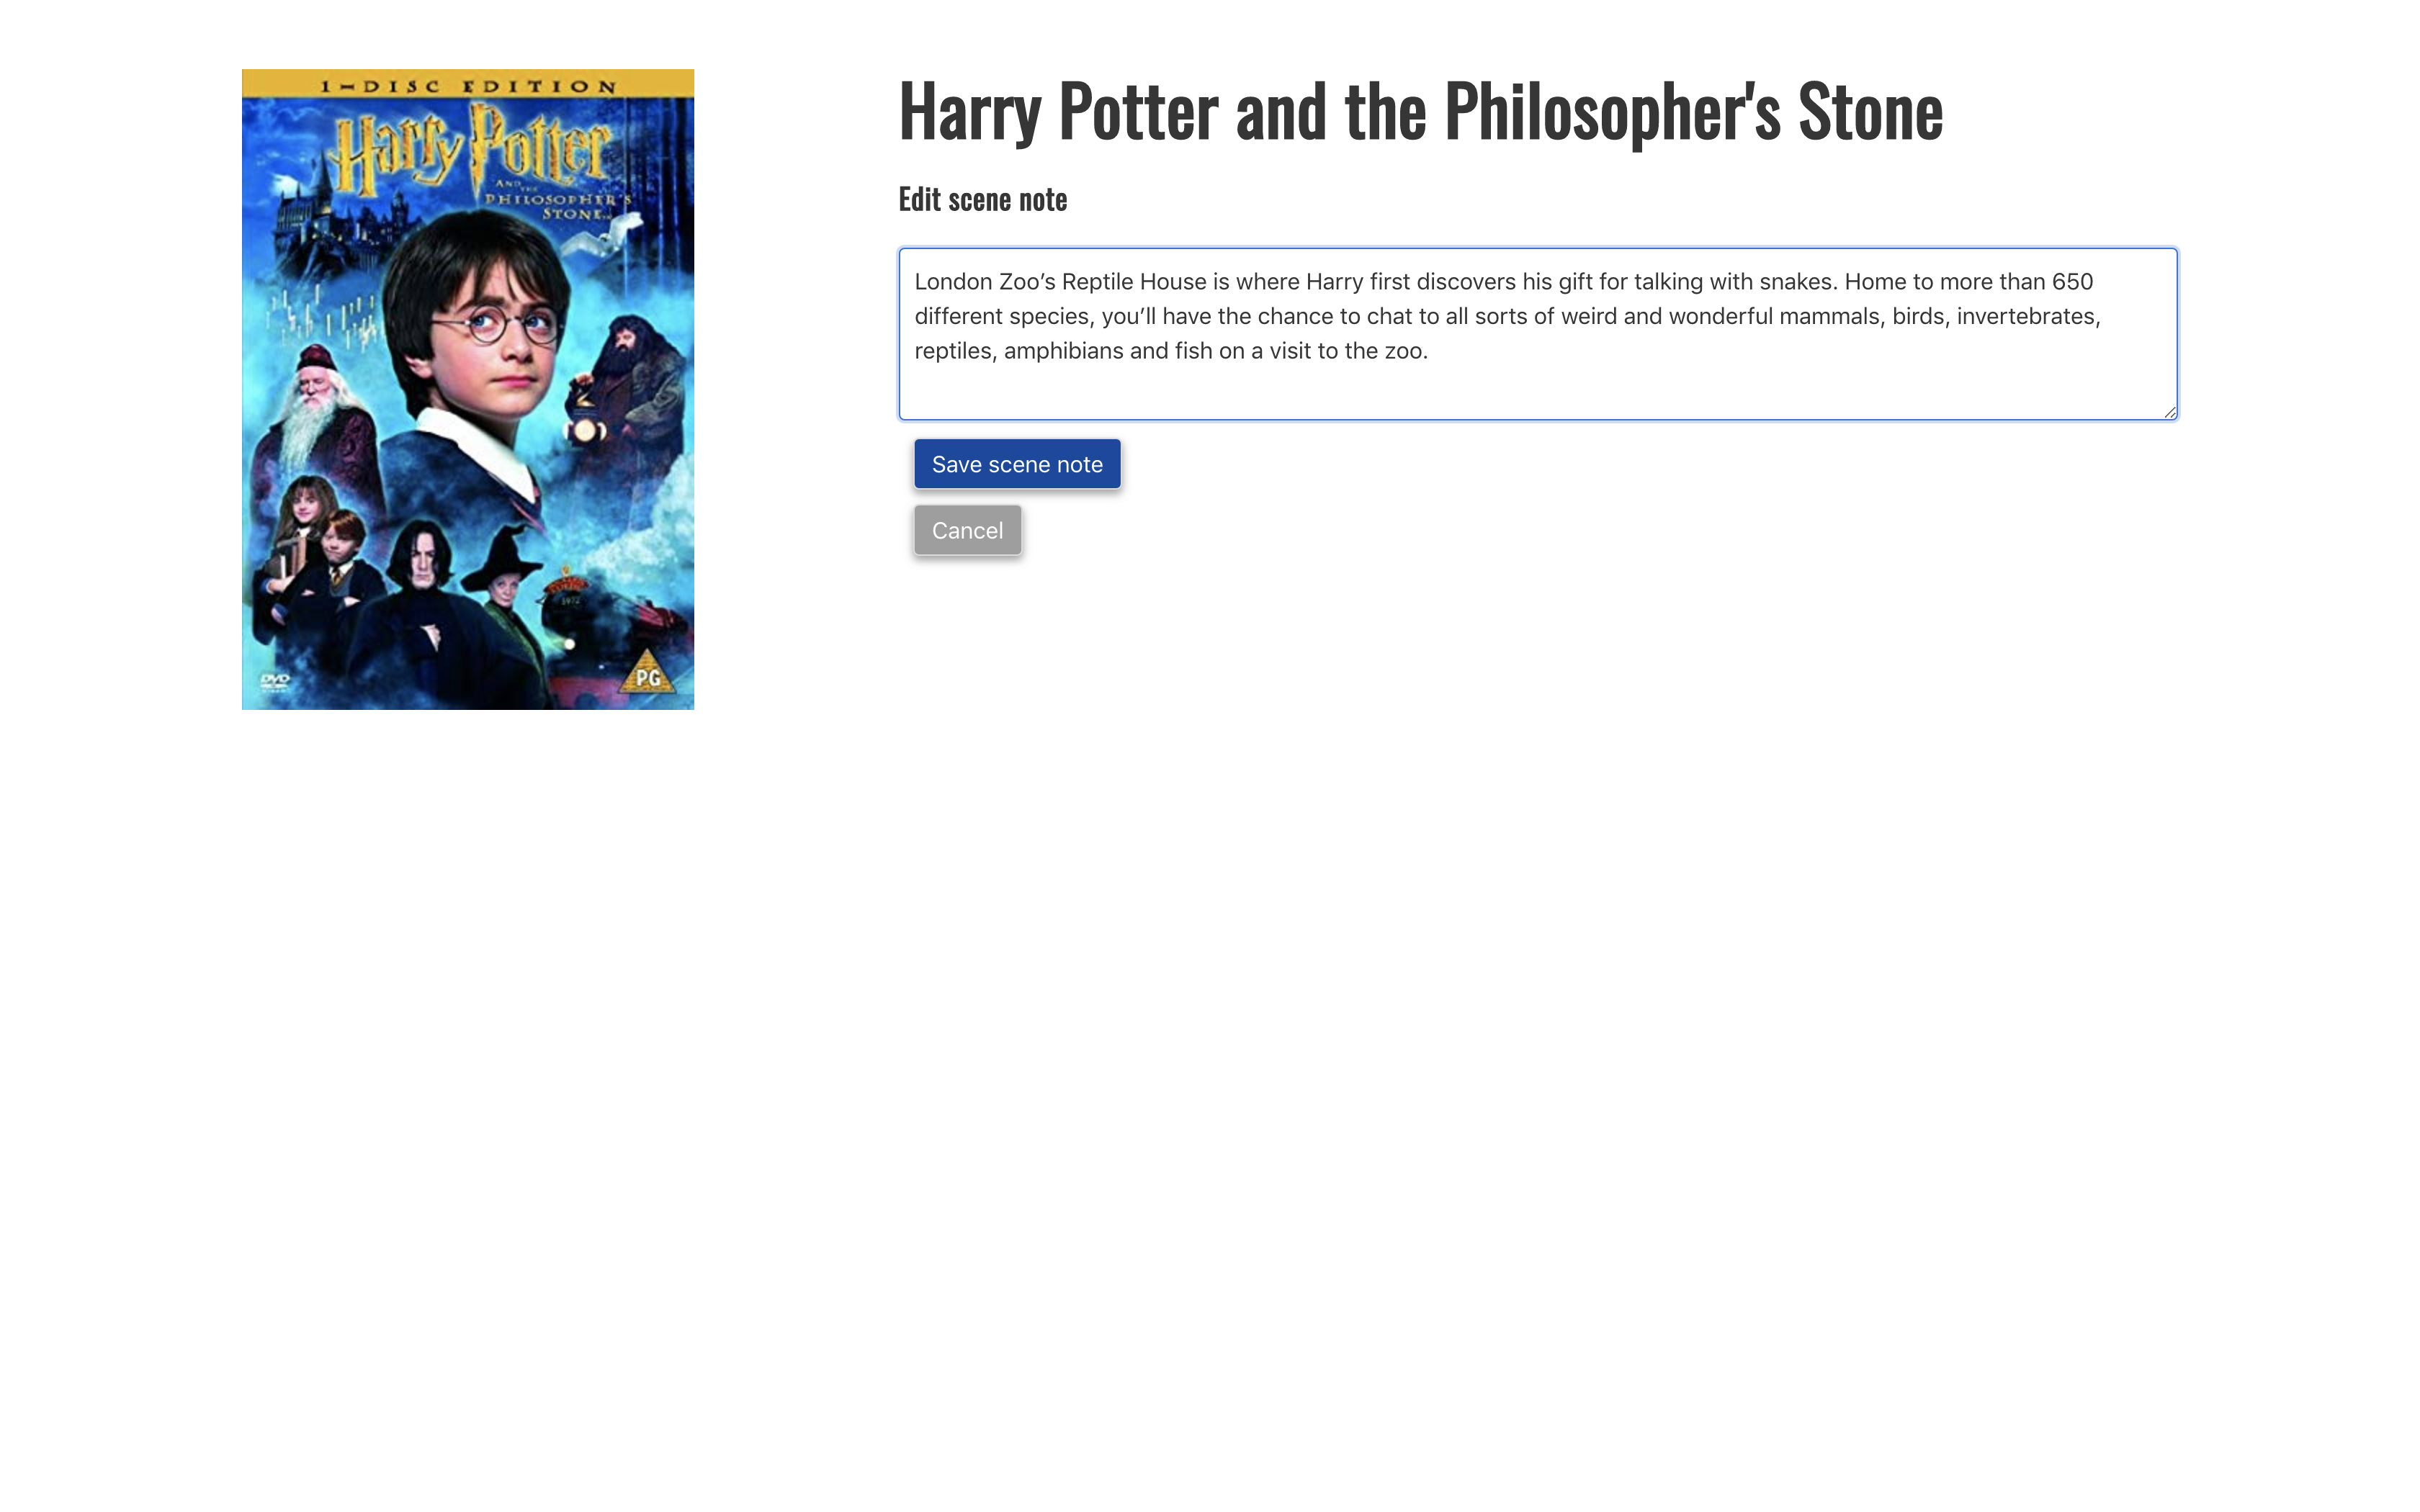 1-DISC EDITION
Harry Potter
AND THE
PHILOSOPHER'S
STONE
1972
PG
DVD
Harry Potter and the Philosopher's Stone
Edit scene note
London Zoo’s Reptile House is where Harry first discovers his gift for talking with snakes. Home to more than 650
different species, you’ll have the chance to chat to all sorts of weird and wonderful mammals, birds, invertebrates,
reptiles, amphibians and fish on a visit to the zoo.
Save scene note
Cancel